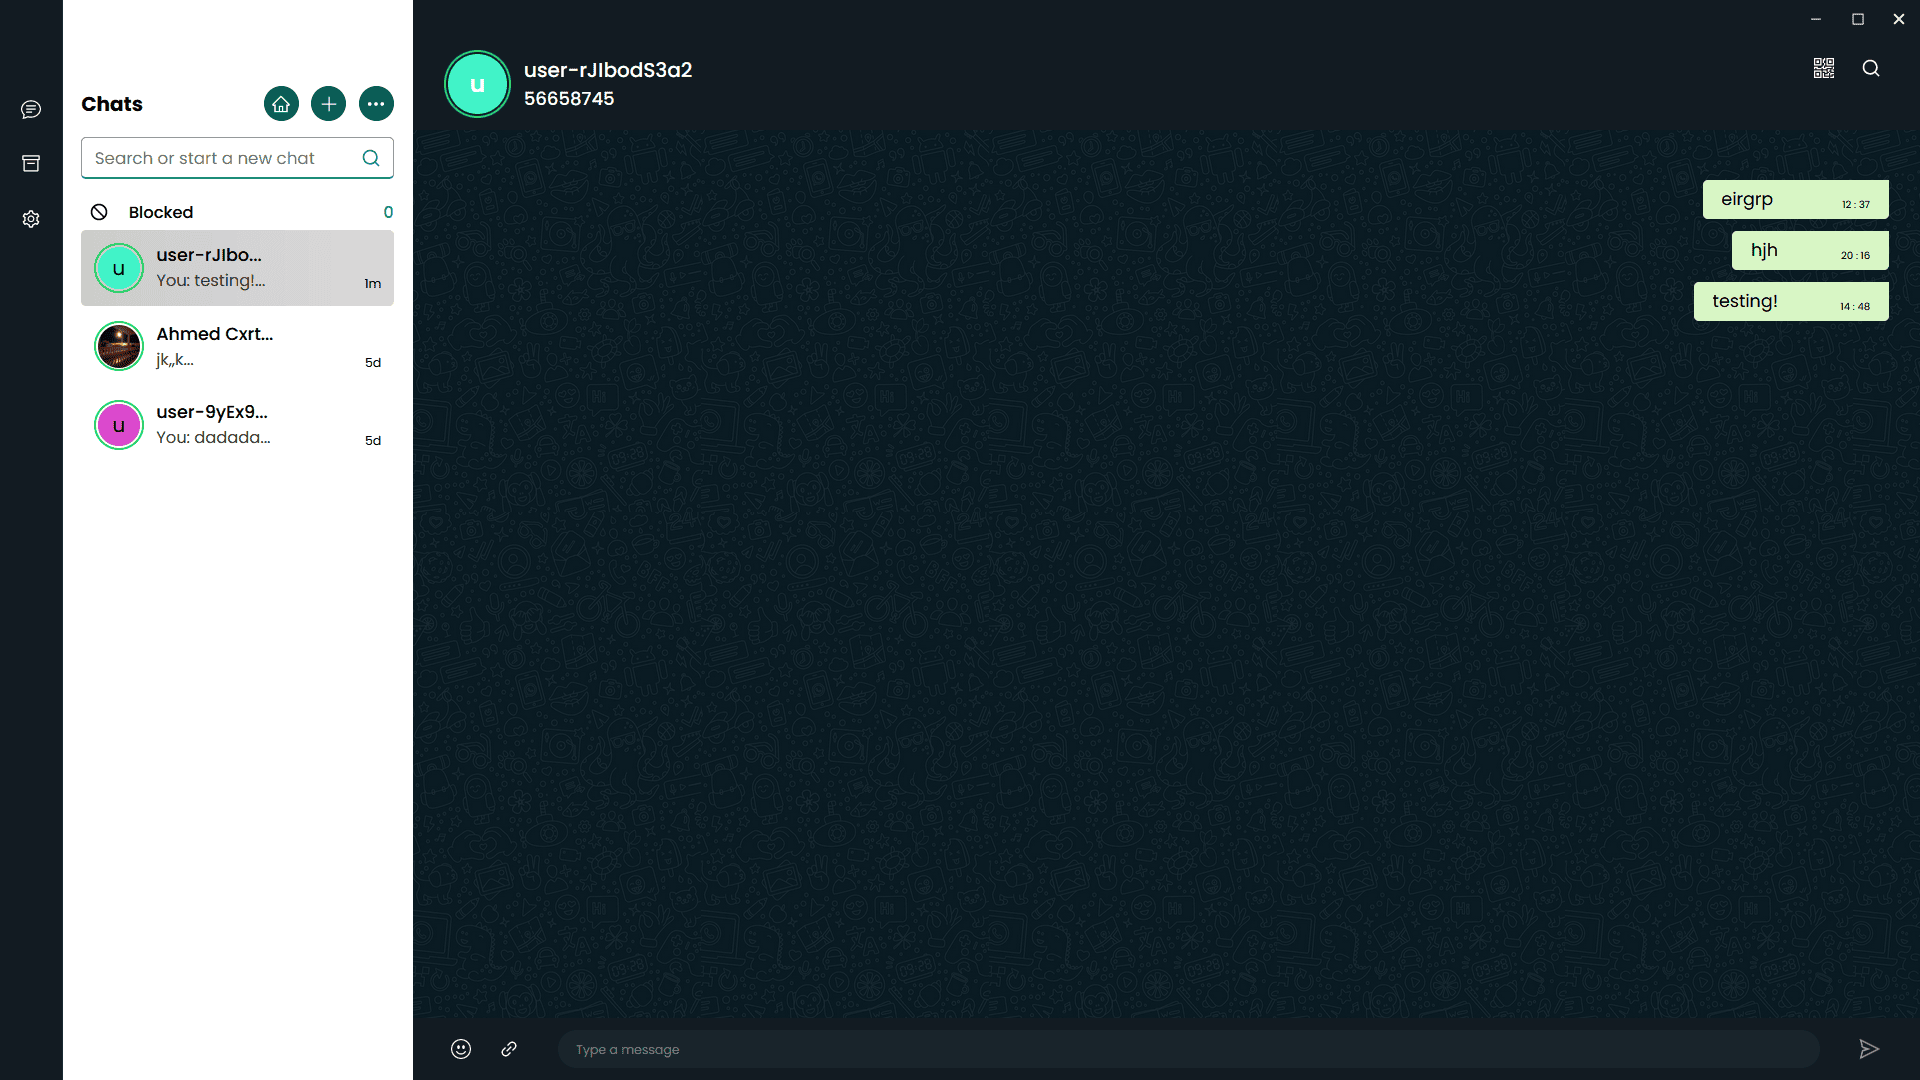 Chats
Search or start a new chat
Blocked 0
user-rJIbo...
You: testing!... 1m
Ahmed Cxrt...
jk,,k... 5d
user-9yEx9...
You: dadada... 5d
u
u
u
user-rJIbodS3a2
56658745
eirgrp 12 : 37
hjh 20 : 16
testing! 14 : 48
Type a message